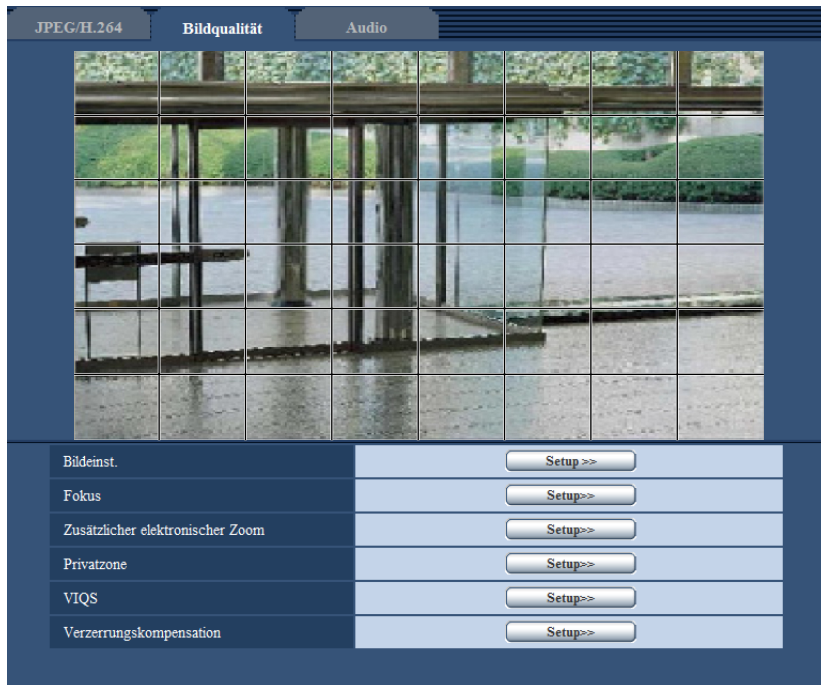 JPEG/H.264 Bildqualität Audio
Bildeinst. Setup >>
Fokus Setup>>
Zusätzlicher elektronischer Zoom Setup>>
Privatzone Setup>>
VIQS Setup>>
Verzerrungskompensation Setup>>